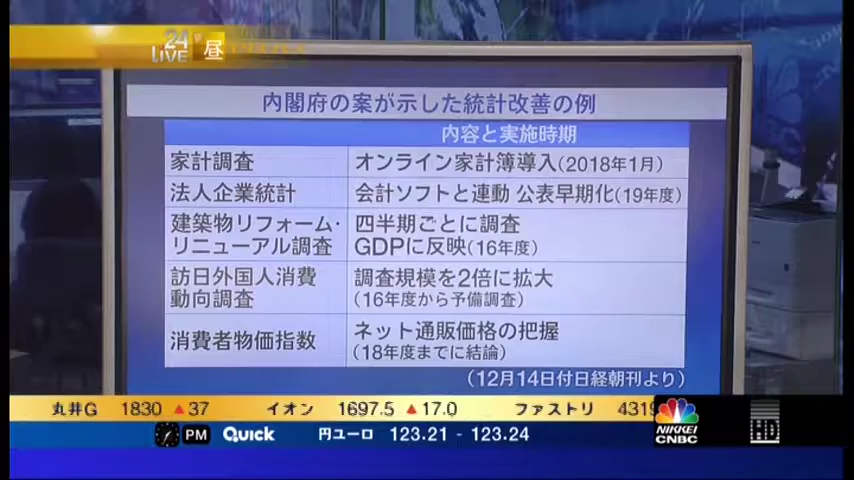 24
LIVE
昼
内閣府の案が示した統計改善の例
内容と実施時期
家計調査 オンライン家計簿導入(2018年1月)
法人企業統計 会計ソフトと連動 公表早期化(19年度)
建築物リフォーム・ 四半期ごとに調査
リニューアル調査 GDPに反映(16年度)
訪日外国人消費 調査規模を2倍に拡大
動向調査 (16年度から予備調査)
消費者物価指数 ネット通販価格の把握
(18年度までに結論)
(12月14日付日経朝刊より)
丸井G 1830 ▲37 イオン 1697.5 ▲17.0 ファストリ 4319
PM QUICK 円ユーロ 123.21 - 123.24
NIKKEI
CNBC
HD